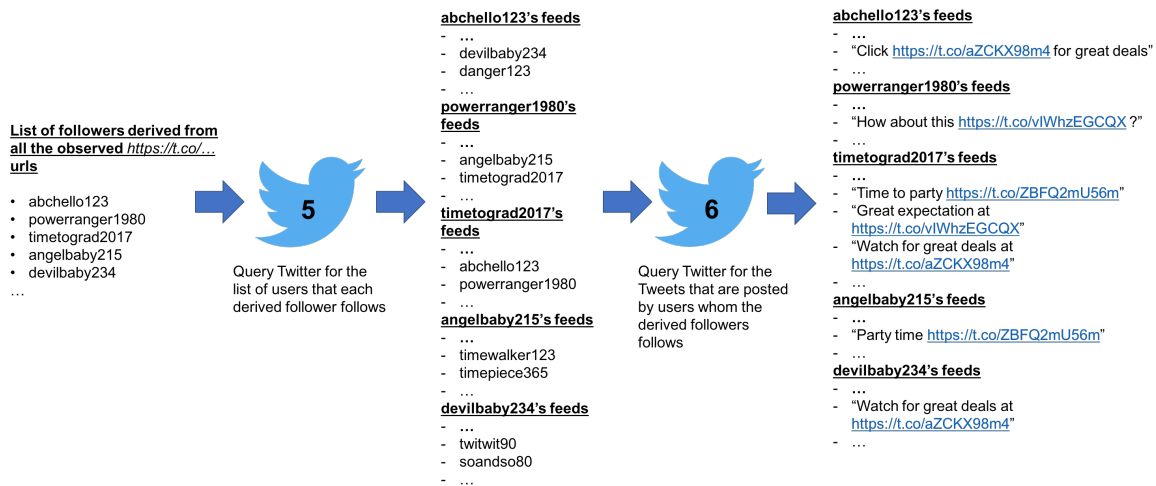 List of followers derived from
all the observed https://t.co/…
urls
• abchello123
• powerranger1980
• timetograd2017
• angelbaby215
• devilbaby234
…
5
Query Twitter for the
list of users that each
derived follower follows
abchello123's feeds
- …
- devilbaby234
- danger123
- …
powerranger1980's
feeds
- …
- angelbaby215
- timetograd2017
- …
timetograd2017's
feeds
- …
- abchello123
- powerranger1980
- …
angelbaby215's feeds
- …
- timewalker123
- timepiece365
- …
devilbaby234's feeds
- …
- twitwit90
- soandso80
- …
6
Query Twitter for the
Tweets that are posted
by users whom the
derived followers
follows
abchello123's feeds
- …
- “Click https://t.co/aZCKX98m4 for great deals”
- …
powerranger1980's feeds
- …
- “How about this https://t.co/vIWhzEGCQX ?”
- …
timetograd2017's feeds
- …
- “Time to party https://t.co/ZBFQ2mU56m”
- “Great expectation at
https://t.co/vIWhzEGCQX”
- “Watch for great deals at
https://t.co/aZCKX98m4”
- …
angelbaby215's feeds
- …
- “Party time https://t.co/ZBFQ2mU56m”
- …
devilbaby234's feeds
- …
- “Watch for great deals at
https://t.co/aZCKX98m4”
- …